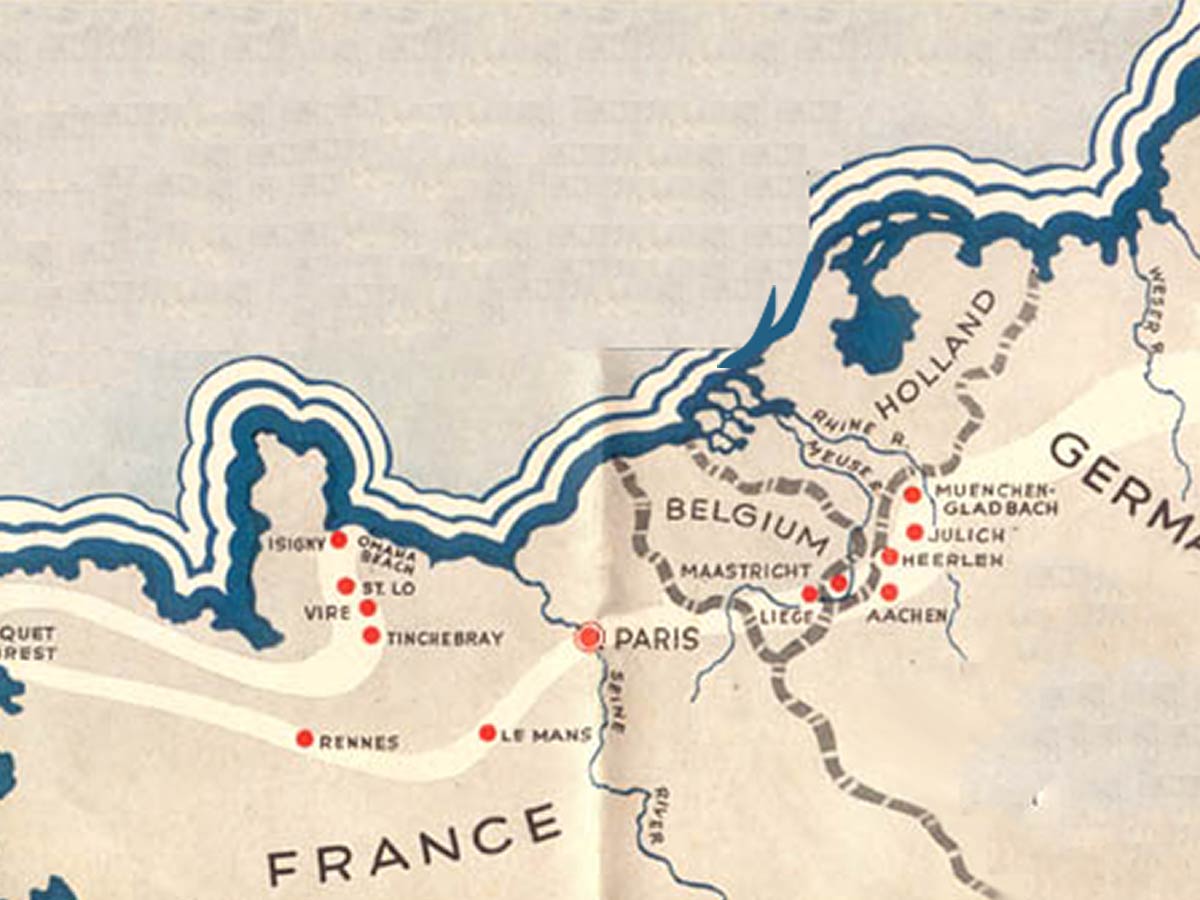 WESER R.
HOLLAND
RHINE R.
MEUSE R.
GERMA
MUENCHEN-
GLADBACH
BELGIUM
JULICH
ISIGNY
OMAHA
BEACH
HEERLEN
MAASTRICHT
ST. LO
VIRE
LIEGE
AACHEN
QUET
REST
TINCHEBRAY
PARIS
SEINE
RENNES
LE MANS
RIVER
FRANCE